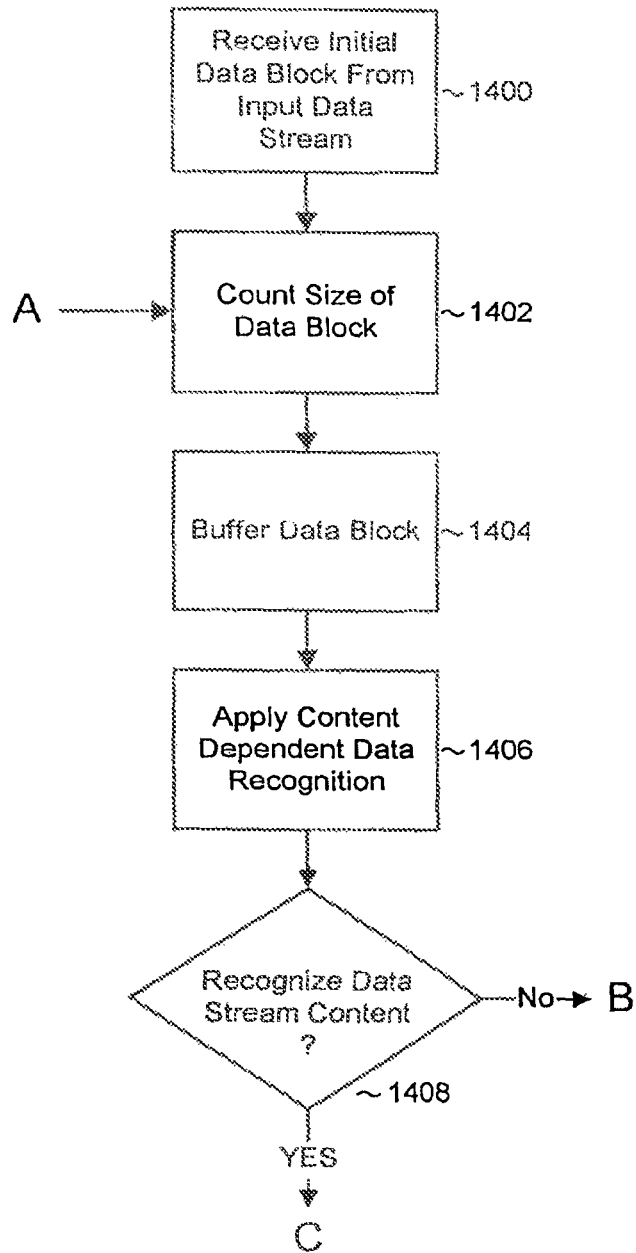 Receive Initial
Data Block From
Input Data
Stream
~1400
A
Count Size of
Data Block
~1402
Buffer Data Block
~1404
Apply Content
Dependent Data
Recognition
~1406
Recognize Data
Stream Content
?
No
B
~1408
YES
C